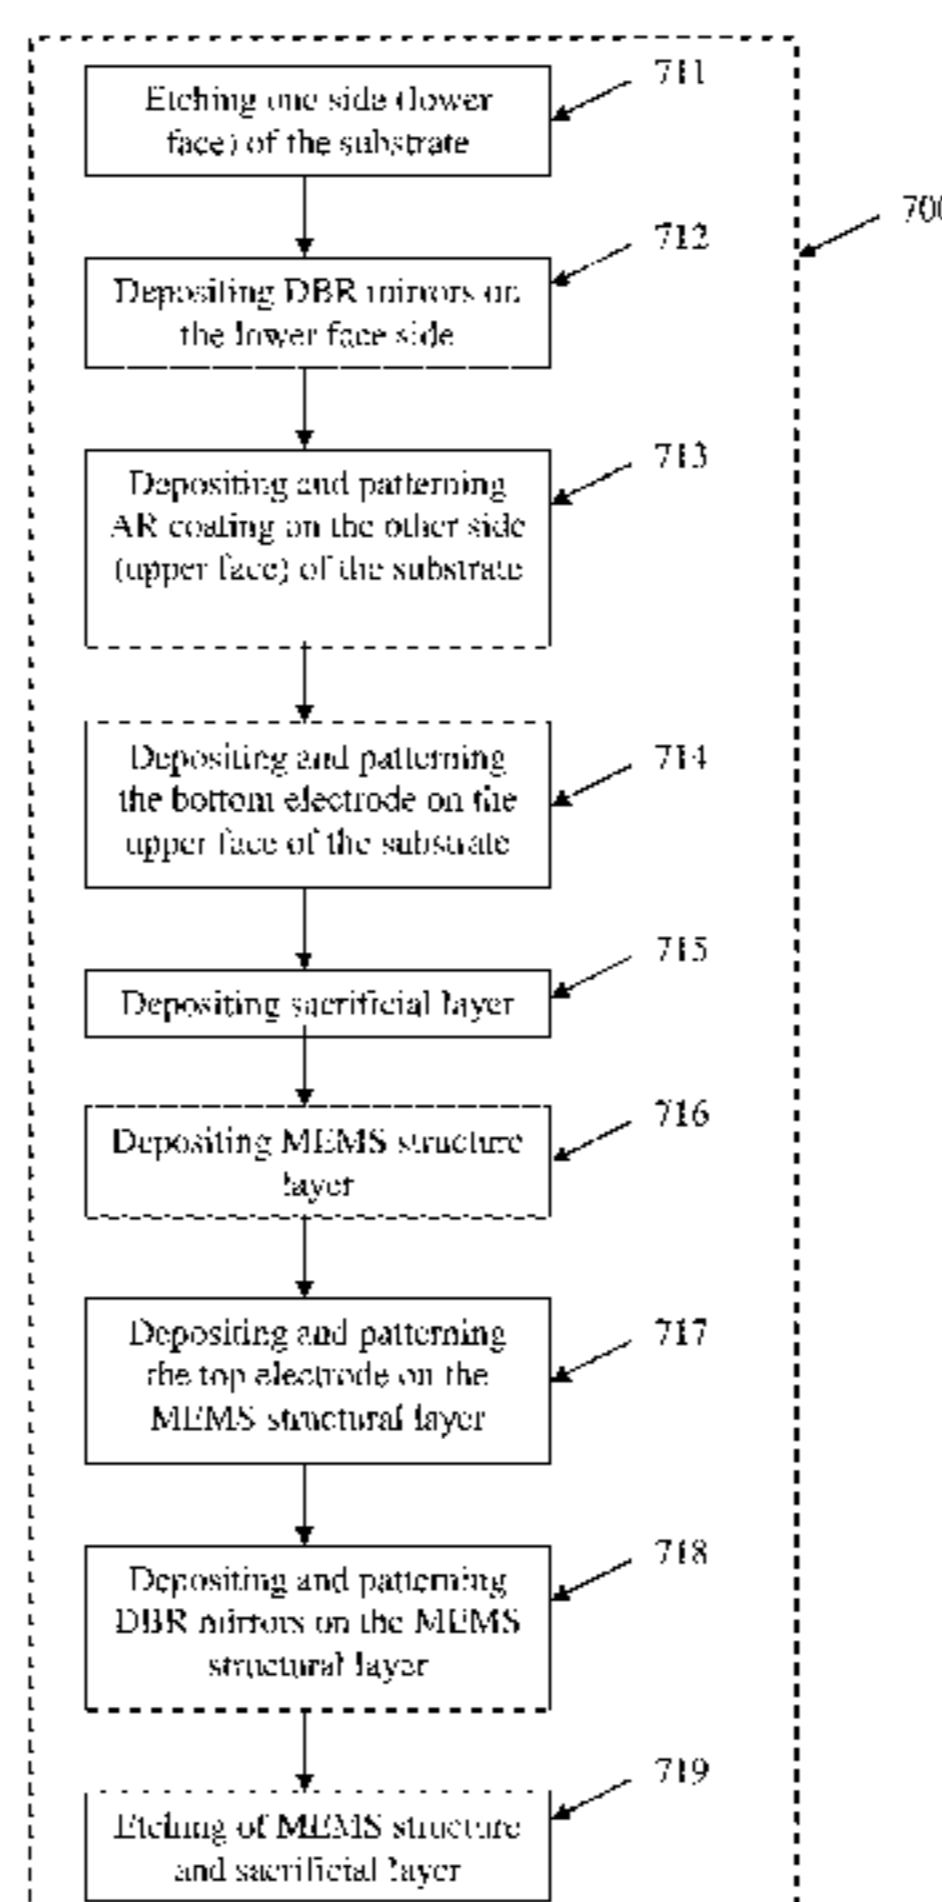 Etching one side (lower
face) of the substrate
711
700
Depositing DBR mirrors on
the lower face side
712
Depositing and patterning
AR coating on the other side
(upper face) of the substrate
713
Depositing and patterning
the bottom electrode on the
upper face of the substrate
714
Depositing sacrificial layer
715
Depositing MEMS structure
layer
716
Depositing and patterning
the top electrode on the
MEMS structural layer
717
Depositing and patterning
DBR mirrors on the MEMS
structural layer
718
Etching of MEMS structure
and sacrificial layer
719